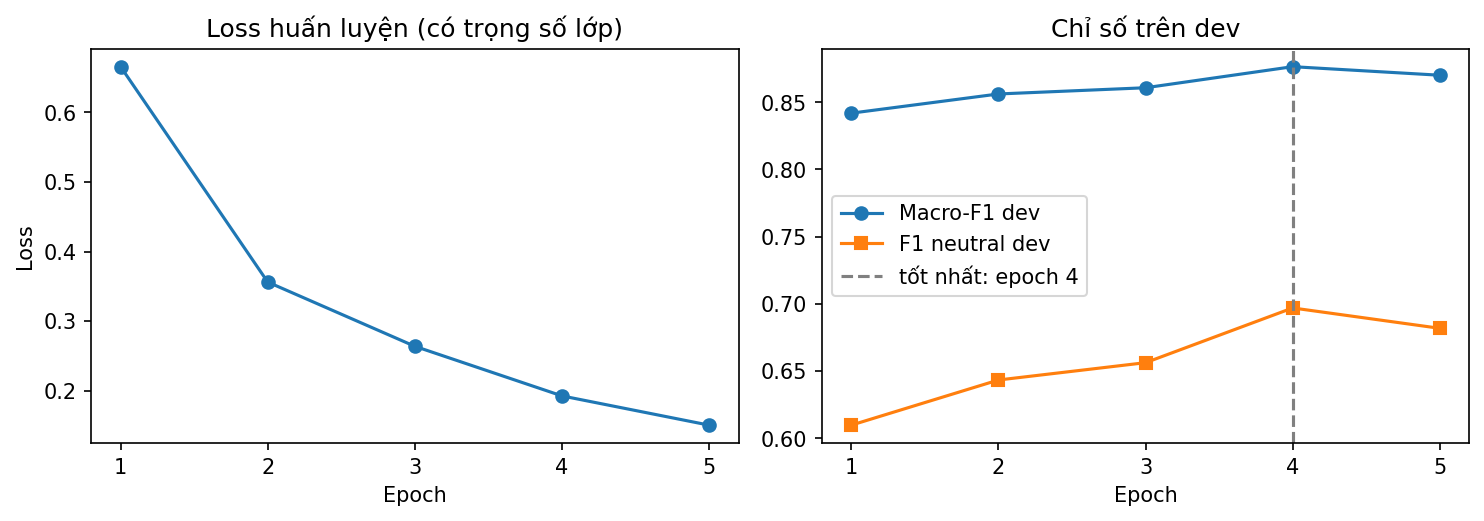 Loss huấn luyện (có trọng số lớp)
Loss
0.6
0.5
0.4
0.3
0.2
1 2 3 4 5
Epoch
Chỉ số trên dev
0.85
0.80
0.75
0.70
0.65
0.60
Macro-F1 dev
F1 neutral dev
tốt nhất: epoch 4
1 2 3 4 5
Epoch